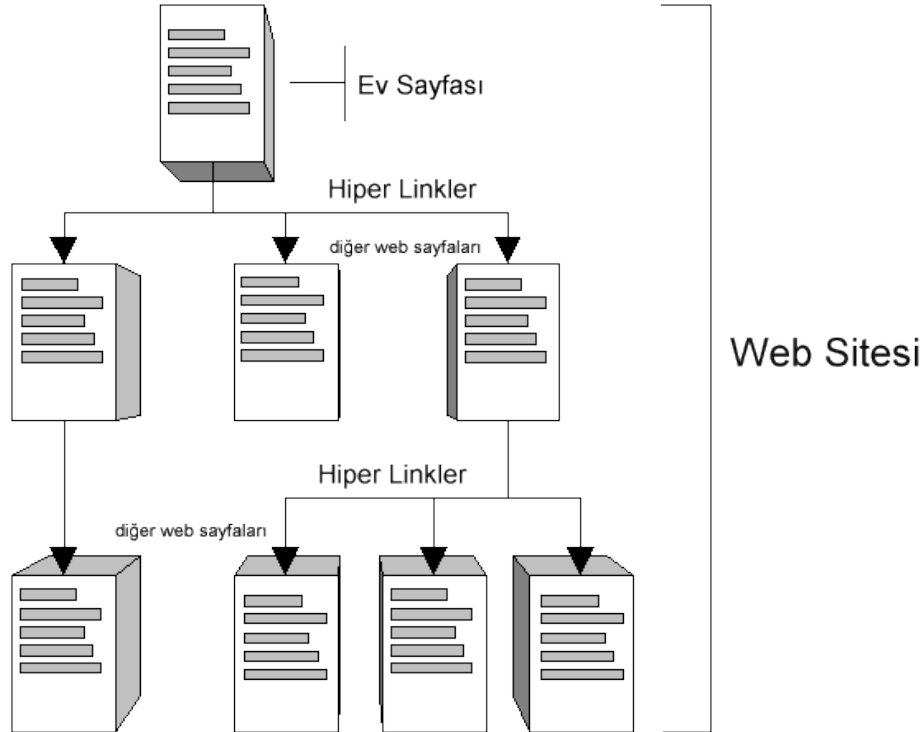 Ev Sayfası
Hiper Linkler
diğer web sayfaları
Web Sitesi
Hiper Linkler
diğer web sayfaları